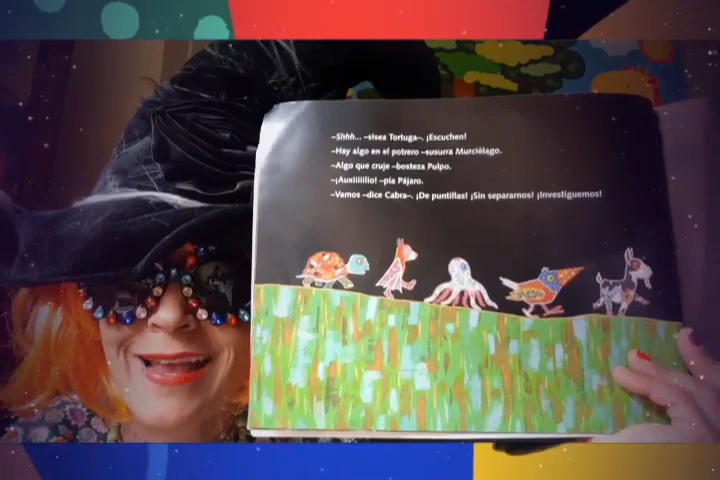 –Shhh... –sisea Tortuga–. ¡Escuchen!
–Hay algo en el potrero –susurra Murciélago.
–Algo que cruje –bosteza Pulpo.
–¡Auxiiiiilio! –pía Pájaro.
–Vamos –dice Cabra–. ¡De puntillas! ¡Sin separarnos! ¡Investiguemos!